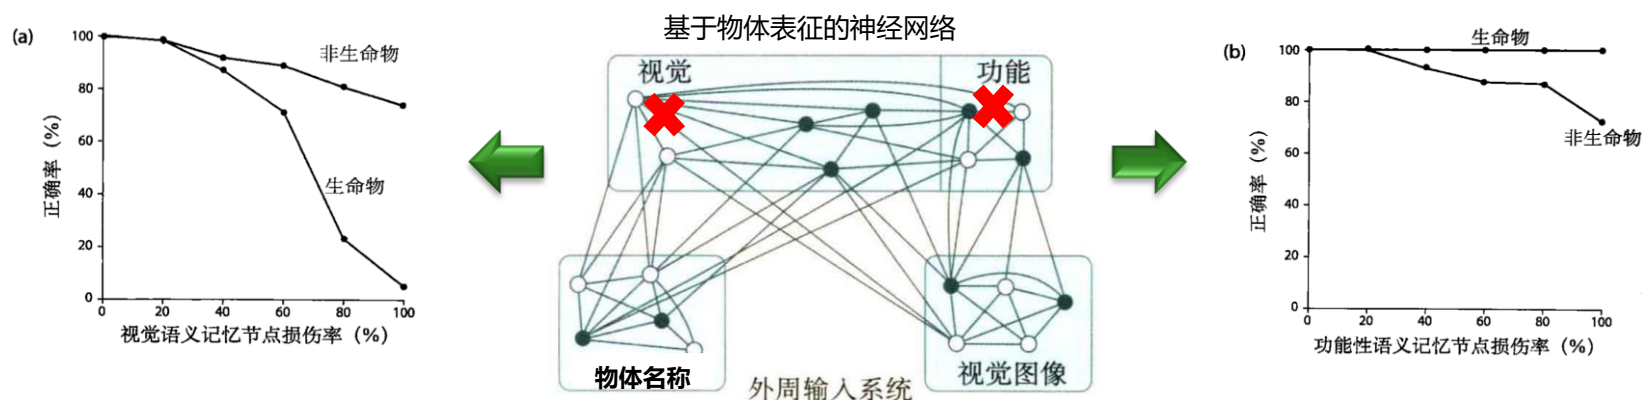 基于物体表征的神经网络
(a)
100
80
60
40
20
0
正确率（%）
非生命物
生命物
0 20 40 60 80 100
视觉语义记忆节点损伤率（%）
视觉
功能
物体名称
外周输入系统
视觉图像
(b)
100
80
60
40
20
0
正确率（%）
生命物
非生命物
0 20 40 60 80 100
功能性语义记忆节点损伤率（%）